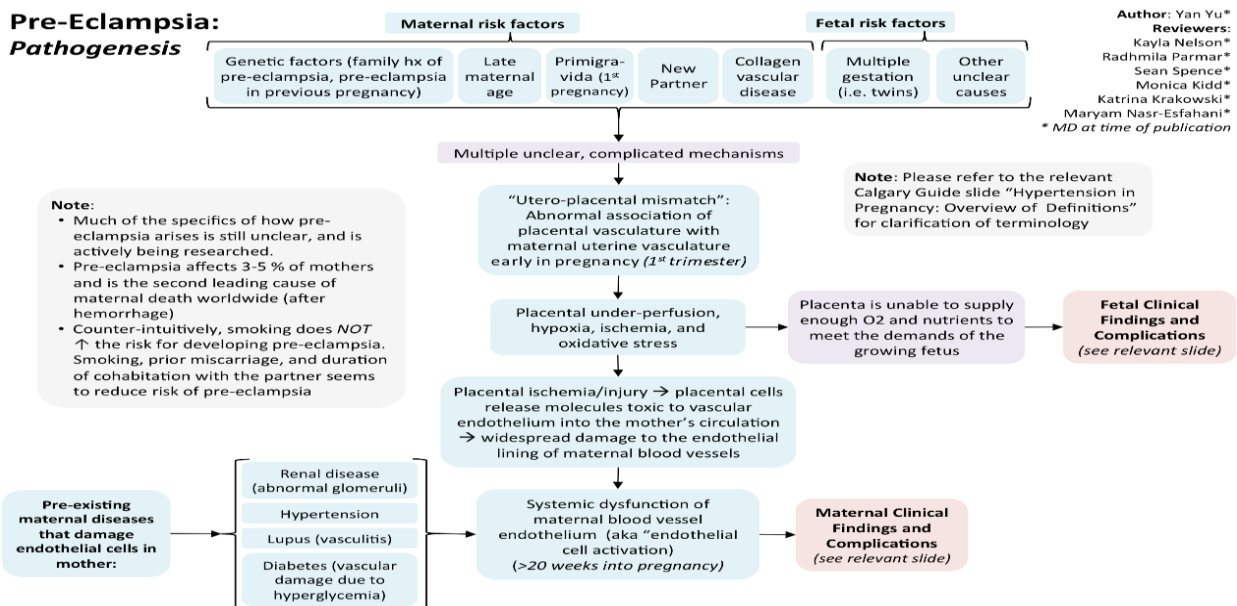 Pre-Eclampsia:
Pathogenesis
Maternal risk factors
Fetal risk factors
Author: Yan Yu*
Reviewers:
Kayla Nelson*
Radhmila Parmar*
Sean Spence*
Monica Kidd*
Katrina Krakowski*
Maryam Nasr-Esfahani*
* MD at time of publication
Genetic factors (family hx of
pre-eclampsia, pre-eclampsia
in previous pregnancy)
Late
maternal
age
Primigra-
vida (1st
pregnancy)
New
Partner
Collagen
vascular
disease
Multiple
gestation
(i.e. twins)
Other
unclear
causes
Multiple unclear, complicated mechanisms
Note: Please refer to the relevant
Calgary Guide slide “Hypertension in
Pregnancy: Overview of Definitions”
for clarification of terminology
Note:
• Much of the specifics of how pre-
eclampsia arises is still unclear, and is
actively being researched.
• Pre-eclampsia affects 3-5 % of mothers
and is the second leading cause of
maternal death worldwide (after
hemorrhage)
• Counter-intuitively, smoking does NOT
↑ the risk for developing pre-eclampsia.
Smoking, prior miscarriage, and duration
of cohabitation with the partner seems
to reduce risk of pre-eclampsia
“Utero-placental mismatch”:
Abnormal association of
placental vasculature with
maternal uterine vasculature
early in pregnancy (1st trimester)
Placental under-perfusion,
hypoxia, ischemia, and
oxidative stress
Placenta is unable to supply
enough O2 and nutrients to
meet the demands of the
growing fetus
Fetal Clinical
Findings and
Complications
(see relevant slide)
Placental ischemia/injury → placental cells
release molecules toxic to vascular
endothelium into the mother’s circulation
→ widespread damage to the endothelial
lining of maternal blood vessels
Pre-existing
maternal diseases
that damage
endothelial cells in
mother:
Renal disease
(abnormal glomeruli)
Hypertension
Lupus (vasculitis)
Diabetes (vascular
damage due to
hyperglycemia)
Systemic dysfunction of
maternal blood vessel
endothelium (aka “endothelial
cell activation)
(>20 weeks into pregnancy)
Maternal Clinical
Findings and
Complications
(see relevant slide)